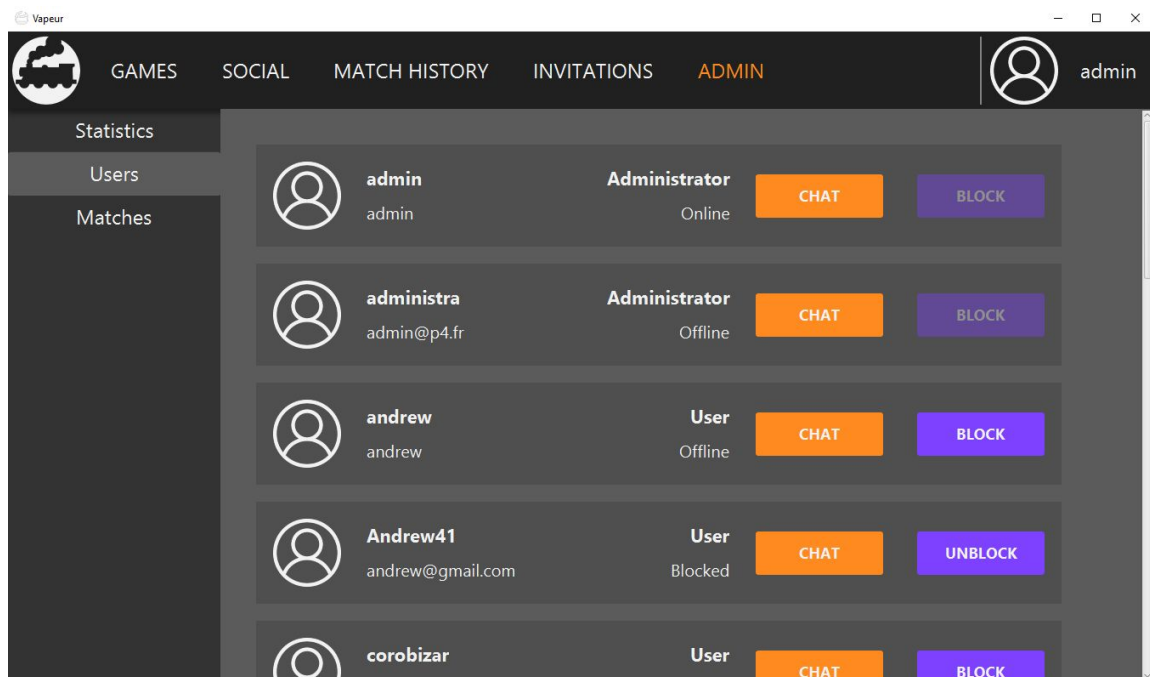 Vapeur
GAMES SOCIAL MATCH HISTORY INVITATIONS ADMIN admin
Statistics
Users
Matches
admin Administrator
admin Online
CHAT BLOCK
administra Administrator
admin@p4.fr Offline
CHAT BLOCK
andrew User
andrew Offline
CHAT BLOCK
Andrew41 User
andrew@gmail.com Blocked
CHAT UNBLOCK
corobizar User
CHAT BLOCK